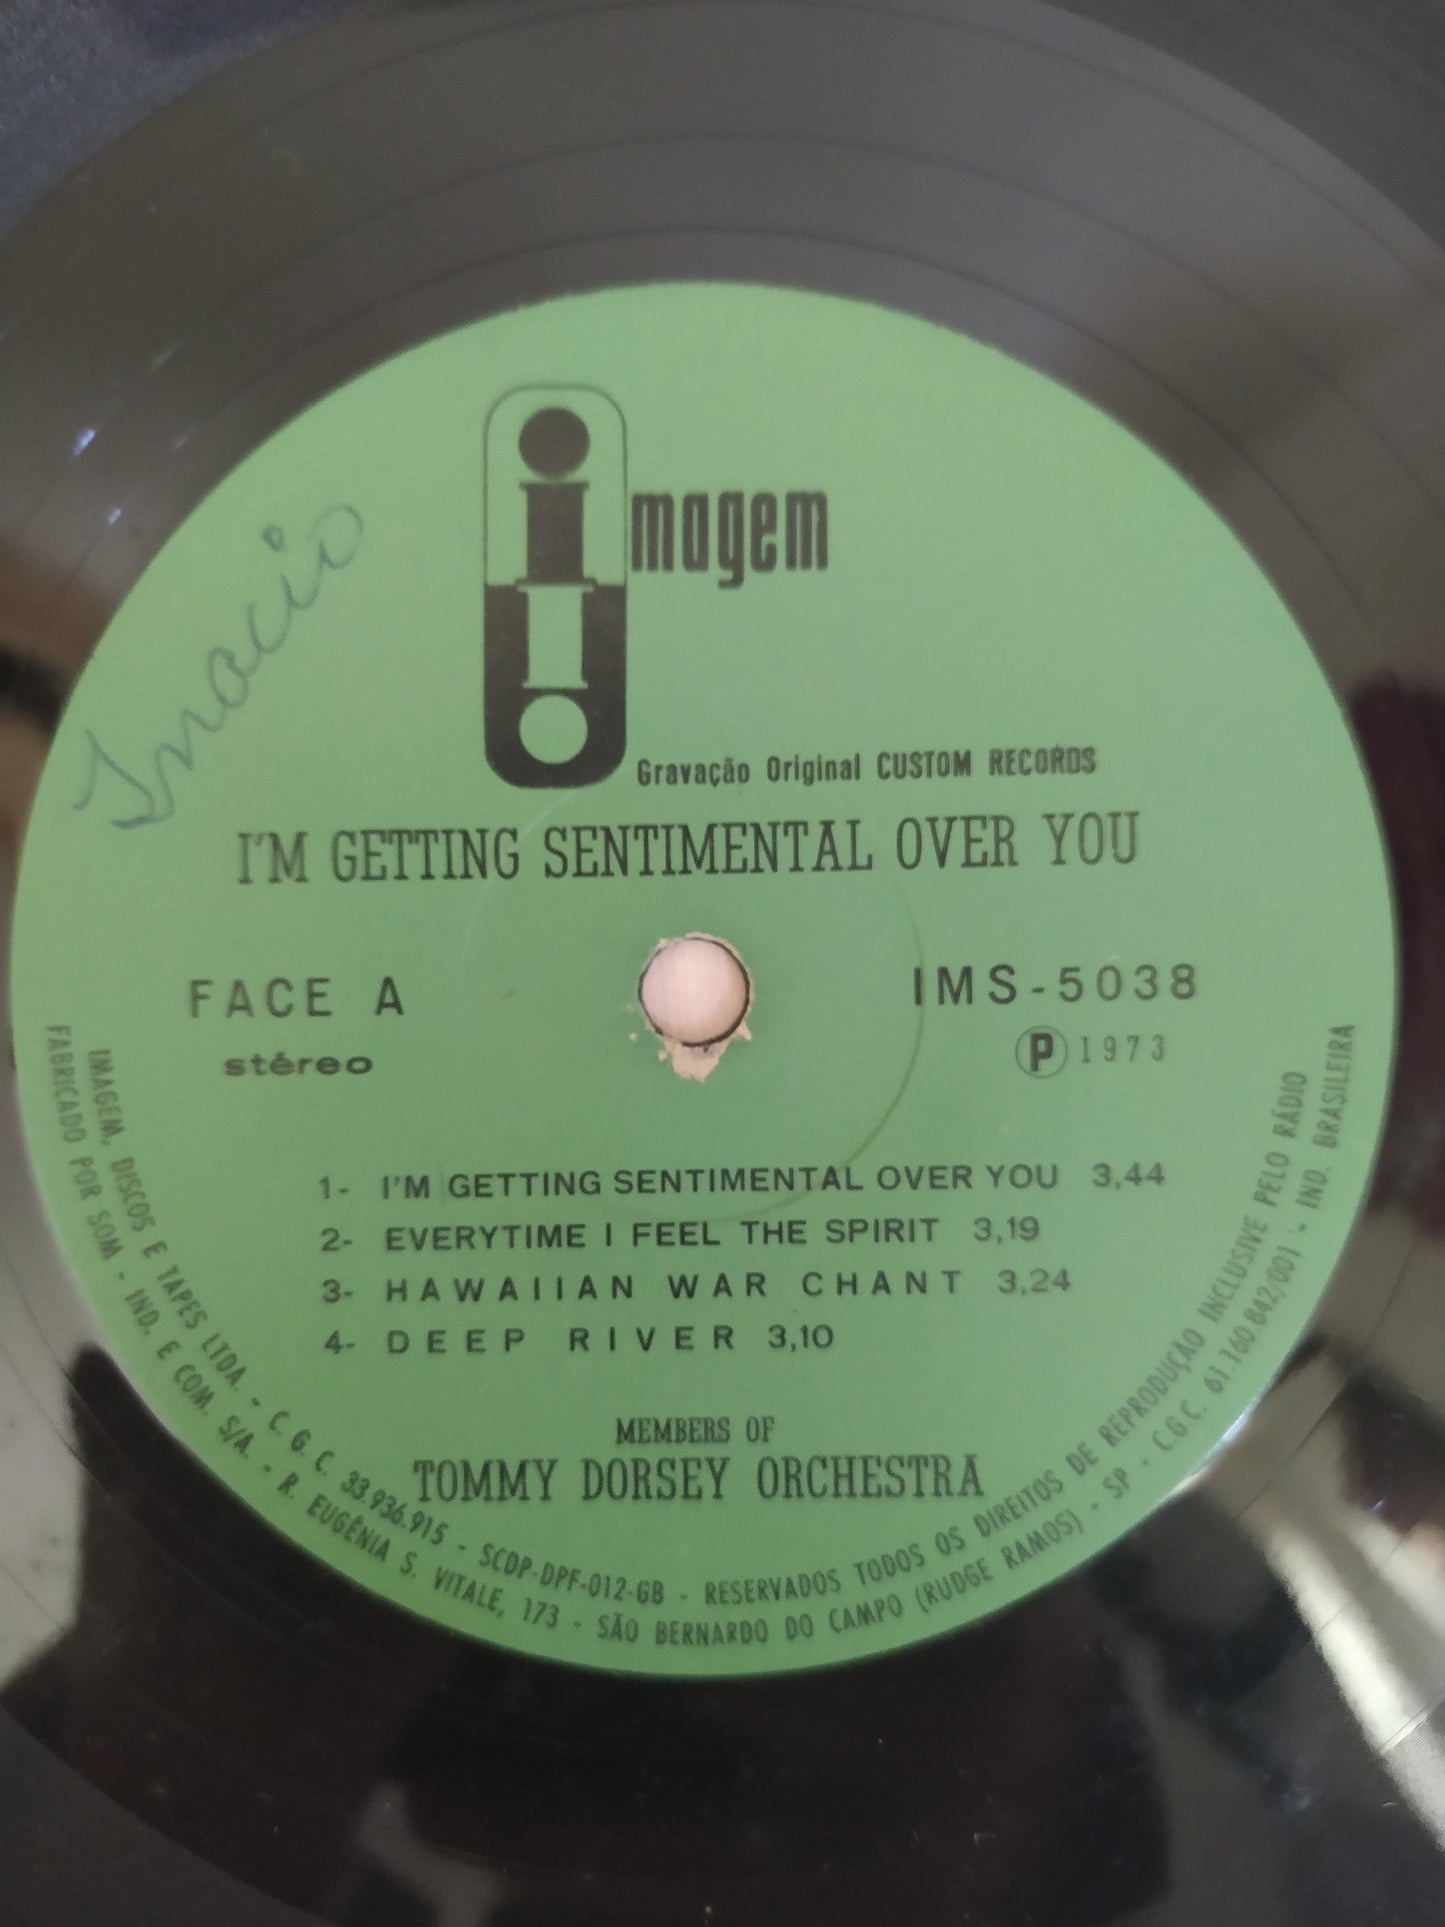 Inacio
imagem
Gravação Original CUSTOM RECORDS
I'M GETTING SENTIMENTAL OVER YOU
FACE A
stéreo
IMS-5038
P 1973
1- I'M GETTING SENTIMENTAL OVER YOU 3,44
2- EVERYTIME I FEEL THE SPIRIT 3,19
3- HAWAIIAN WAR CHANT 3,24
4- DEEP RIVER 3,10
MEMBERS OF
TOMMY DORSEY ORCHESTRA
IMAGEM, DISCOS E TAPES LTDA. - C. G. C. 33.936.915 - SCDP-DPF-012-GB - RESERVADOS TODOS OS DIREITOS DE REPRODUÇÃO INCLUSIVE PELO RÁDIO
FABRICADO POR SOM - IND. E COM. S/A. - R. EUGÊNIA S. VITALE, 173 - SÃO BERNARDO DO CAMPO (RUDGE RAMOS) - SP - C.G.C. 61.160.842/001 - IND. BRASILEIRA